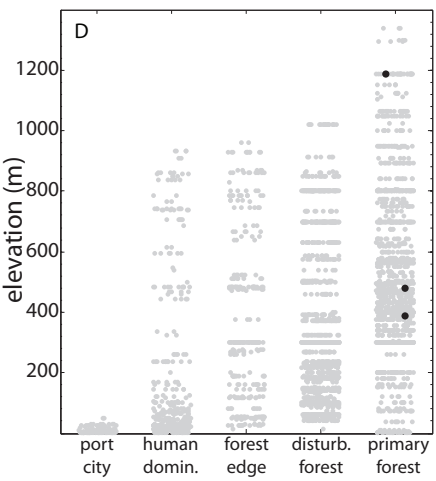 D
elevation (m)
1200
1000
800
600
400
200
port city
human domin.
forest edge
disturb. forest
primary forest